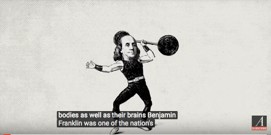 bodies as well as their brains Benjamin
Franklin was one of the nation's
A